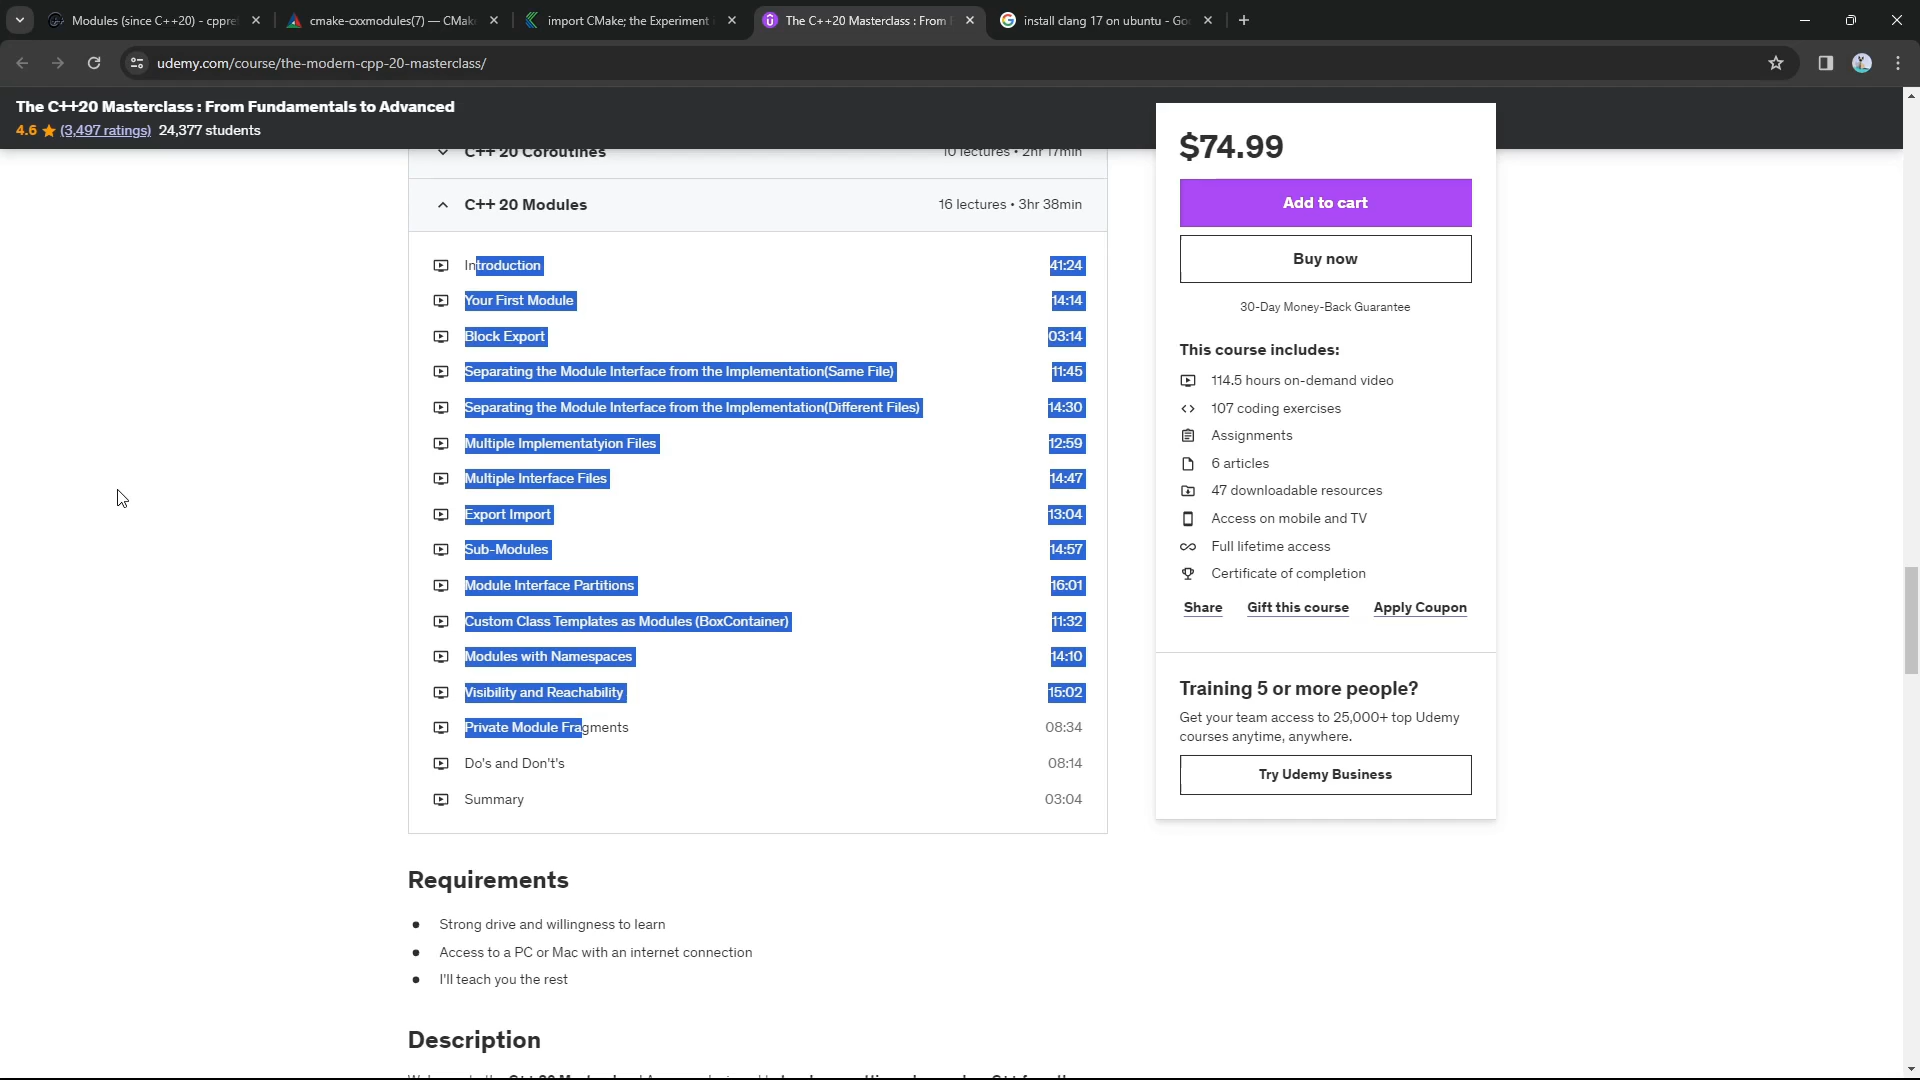 Modules (since C++20) - cppre
cmake-cxxmodules(7) — CMak
import CMake; the Experiment
The C++20 Masterclass : From F
install clang 17 on ubuntu - Goo
udemy.com/course/the-modern-cpp-20-masterclass/
The C++20 Masterclass : From Fundamentals to Advanced
4.6 ★ (3,497 ratings) 24,377 students
C++ 20 Coroutines 10 lectures • 2hr 17min
C++ 20 Modules 16 lectures • 3hr 38min
Introduction 41:24
Your First Module 14:14
Block Export 03:14
Separating the Module Interface from the Implementation(Same File) 11:45
Separating the Module Interface from the Implementation(Different Files) 14:30
Multiple Implementatyion Files 12:59
Multiple Interface Files 14:47
Export Import 13:04
Sub-Modules 14:57
Module Interface Partitions 16:01
Custom Class Templates as Modules (BoxContainer) 11:32
Modules with Namespaces 14:10
Visibility and Reachability 15:02
Private Module Fragments 08:34
Do's and Don't's 08:14
Summary 03:04
Requirements
Strong drive and willingness to learn
Access to a PC or Mac with an internet connection
I'll teach you the rest
Description
$74.99
Add to cart
Buy now
30-Day Money-Back Guarantee
This course includes:
114.5 hours on-demand video
107 coding exercises
Assignments
6 articles
47 downloadable resources
Access on mobile and TV
Full lifetime access
Certificate of completion
Share Gift this course Apply Coupon
Training 5 or more people?
Get your team access to 25,000+ top Udemy
courses anytime, anywhere.
Try Udemy Business